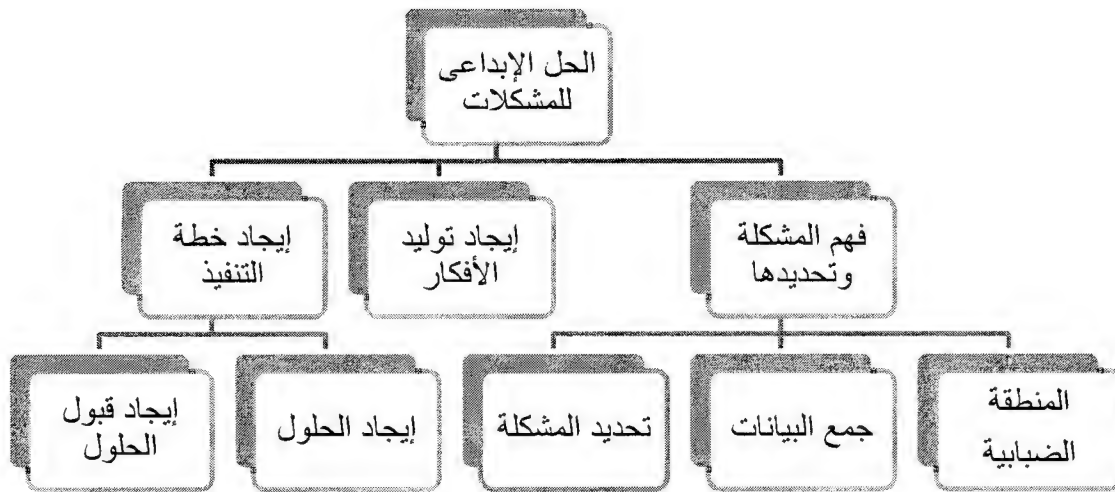 الحل الإبداعى
للمشكلات
فهم المشكلة
وتحديدها
إيجاد توليد
الأفكار
إيجاد خطة
التنفيذ
المنطقة
الضبابية
جمع البيانات
تحديد المشكلة
إيجاد الحلول
إيجاد قبول
الحلول